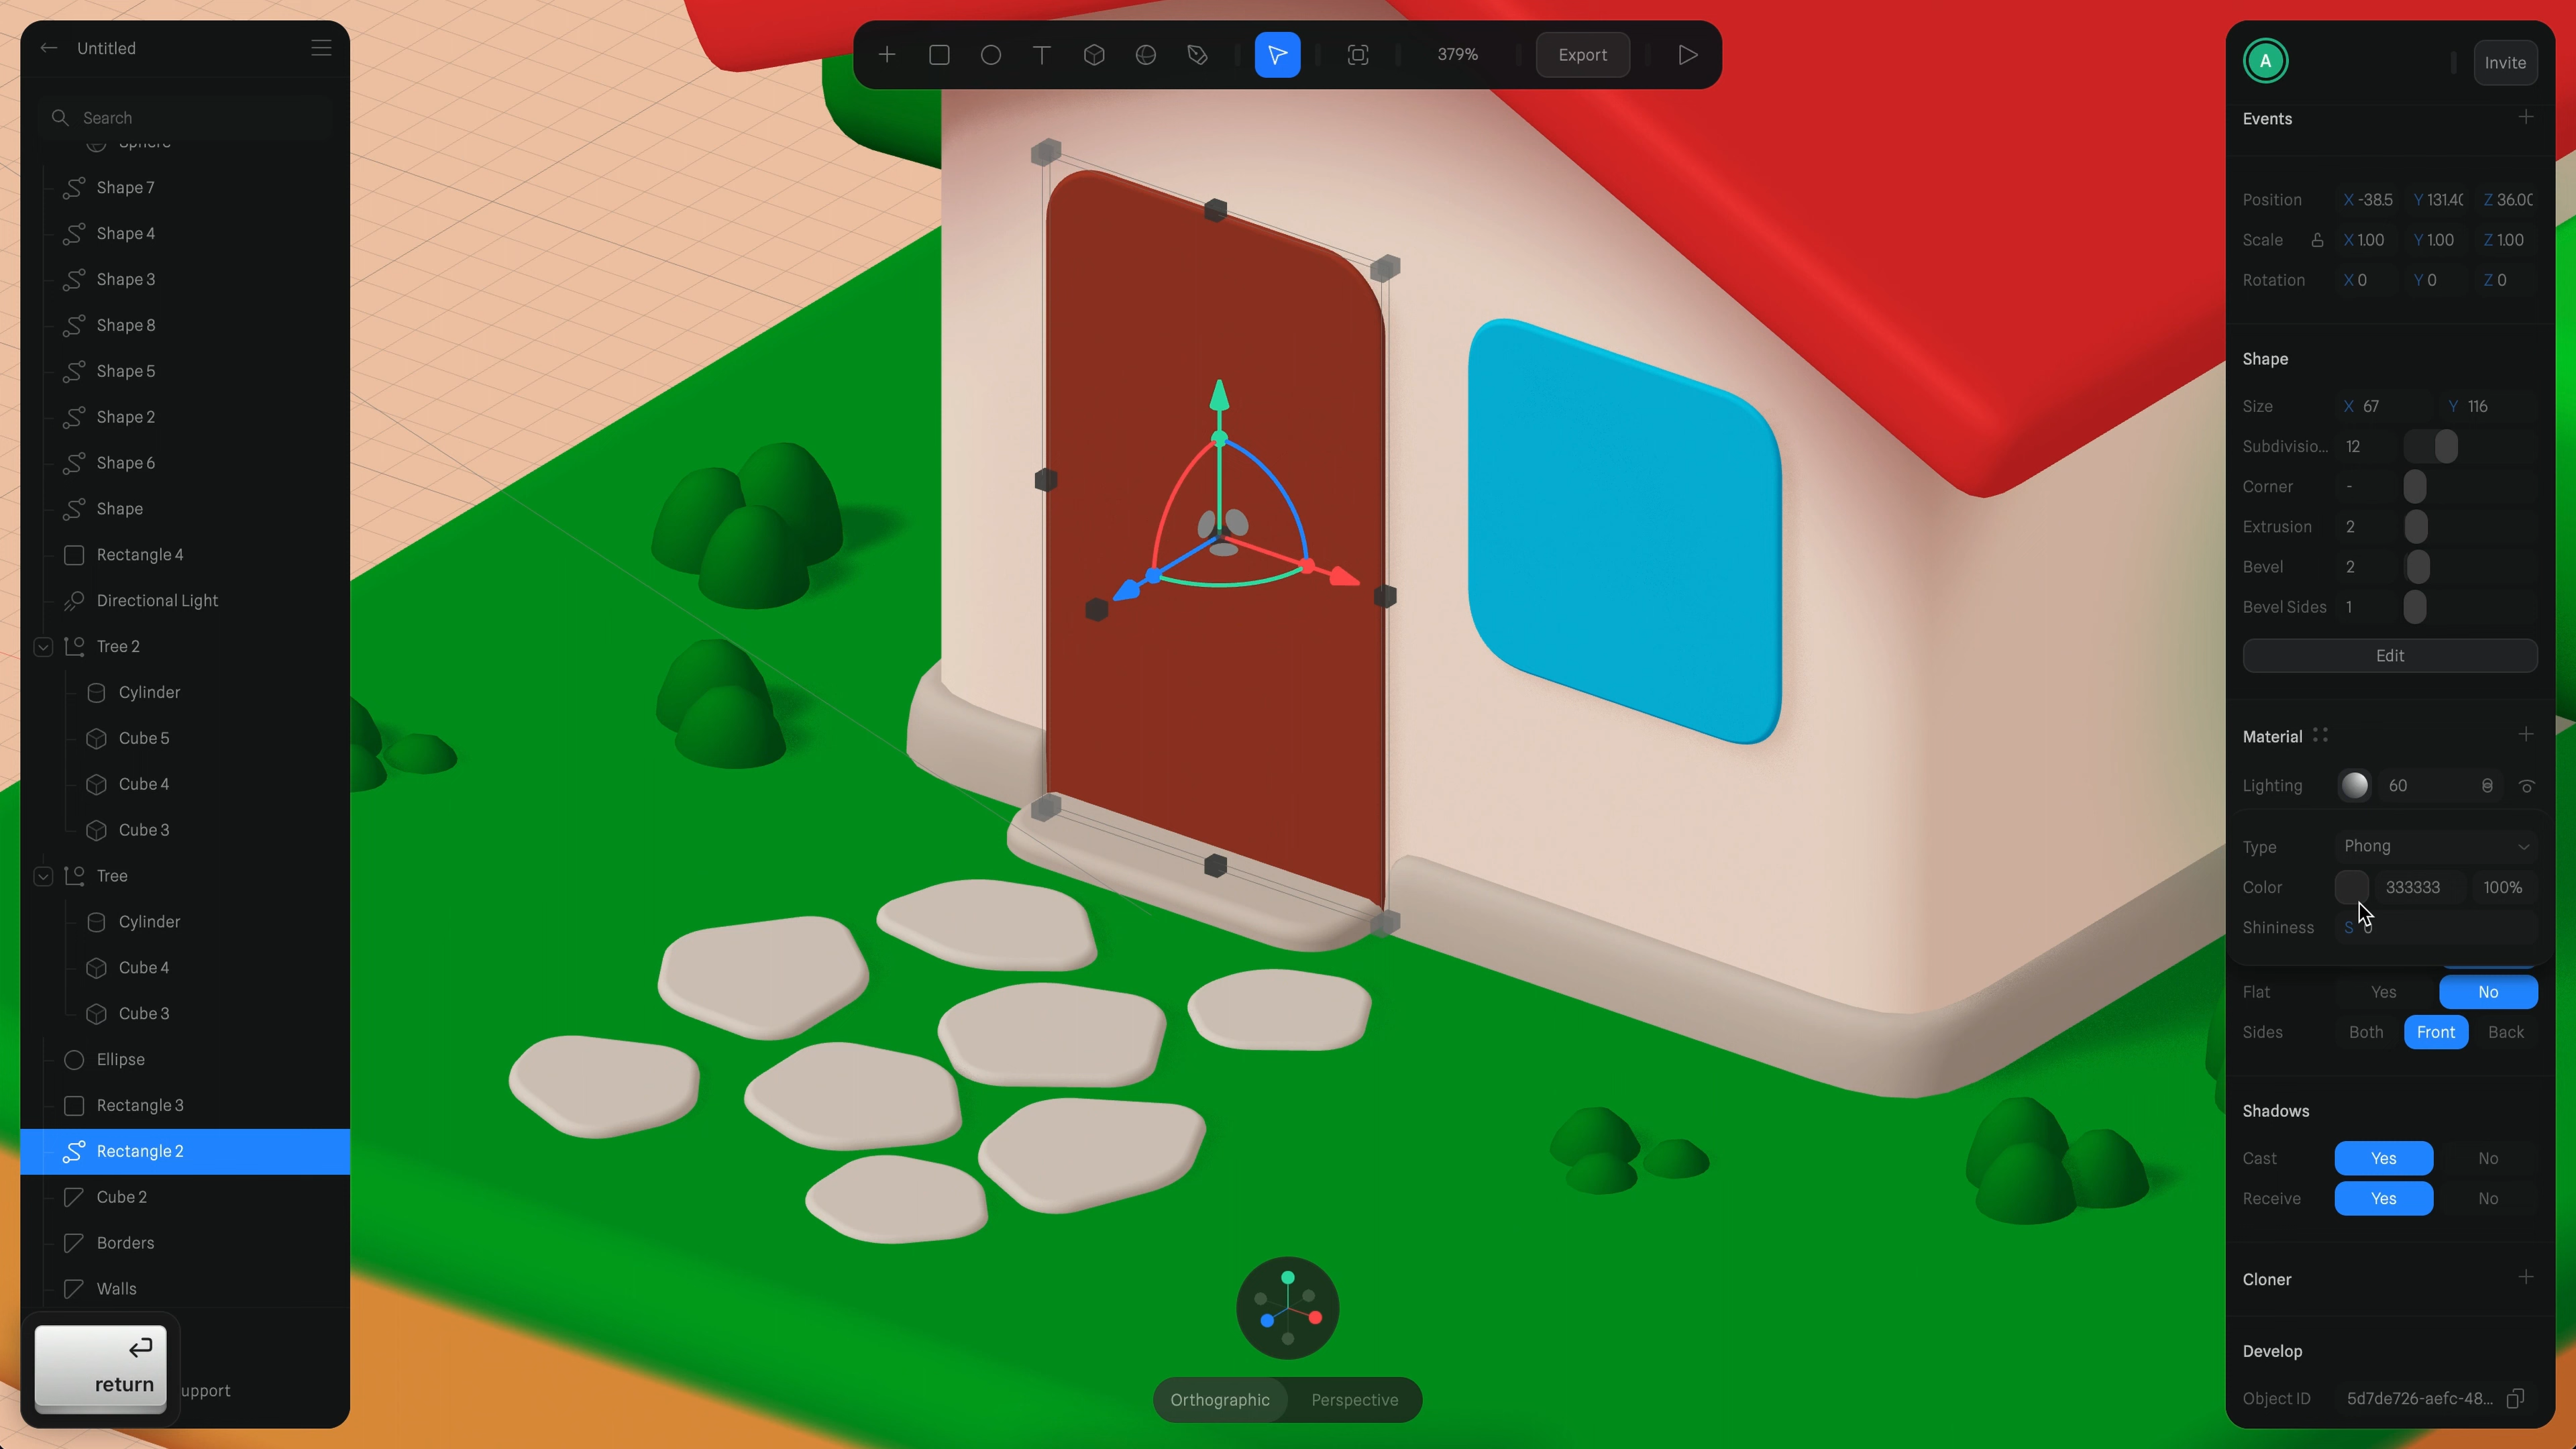 Untitled
Search
Sphere
Shape 7
Shape 4
Shape 3
Shape 8
Shape 5
Shape 2
Shape 6
Shape
Rectangle 4
Directional Light
Tree 2
Cylinder
Cube 5
Cube 4
Cube 3
Tree
Cylinder
Cube 4
Cube 3
Ellipse
Rectangle 3
Rectangle 2
Cube 2
Borders
Walls
return
upport
T 379% Export
Orthographic Perspective
A Invite
Events
Position X -38.5 Y 131.40 Z 36.00
Scale X 1.00 Y 1.00 Z 1.00
Rotation X 0 Y 0 Z 0
Shape
Size X 67 Y 116
Subdivisio... 12
Corner -
Extrusion 2
Bevel 2
Bevel Sides 1
Edit
Material
Lighting 60
Type Phong
Color 333333 100%
Shininess S 0
Flat Yes No
Sides Both Front Back
Shadows
Cast Yes No
Receive Yes No
Cloner
Develop
Object ID 5d7de726-aefc-48...